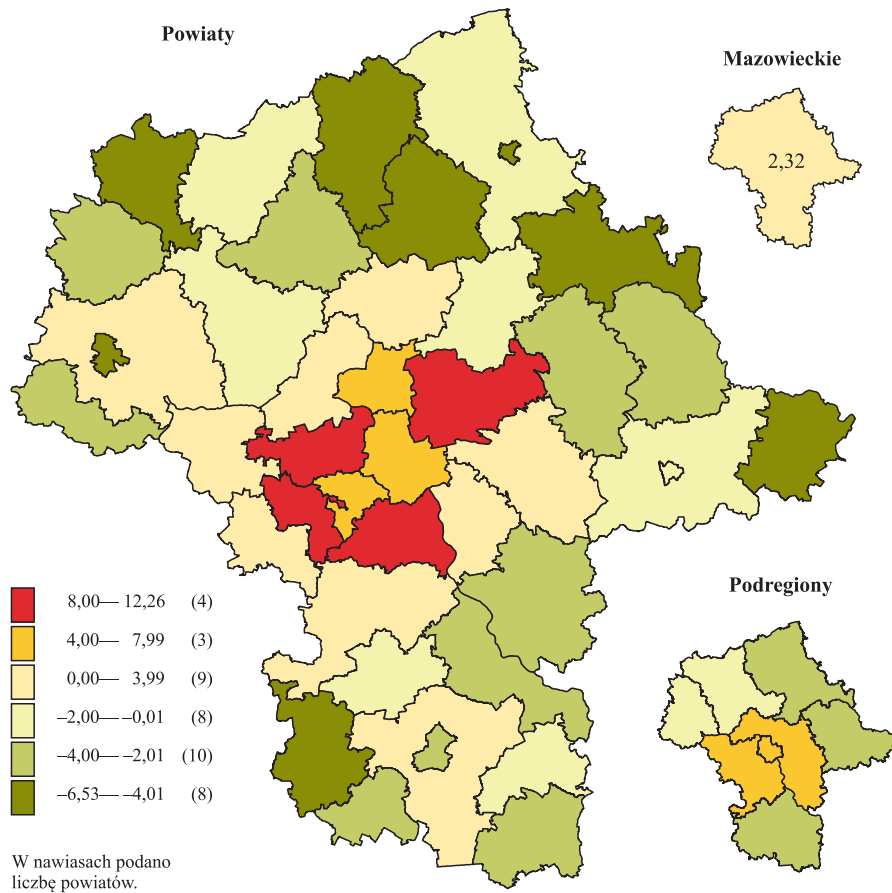 Powiaty
Mazowieckie
2,32
8,00— 12,26 (4)
4,00— 7,99 (3)
0,00— 3,99 (9)
–2,00— –0,01 (8)
–4,00— –2,01 (10)
–6,53— –4,01 (8)
W nawiasach podano
liczbę powiatów.
Podregiony